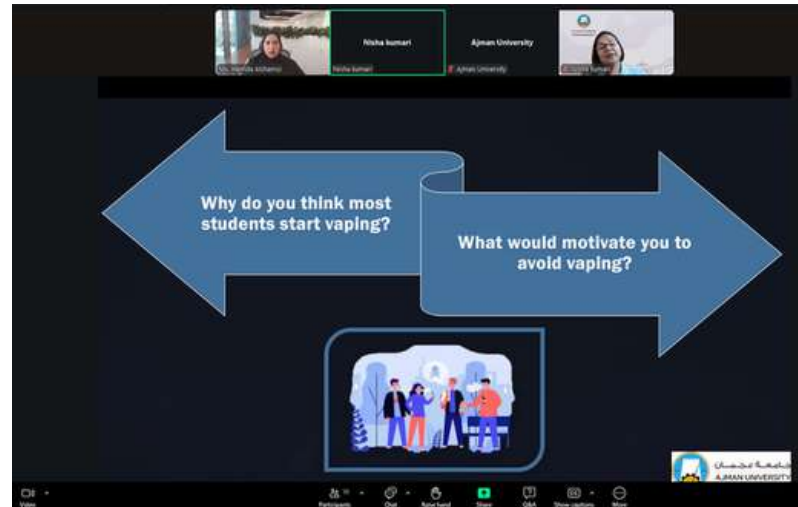 Nisha kumari
Ajman University
Nisha kumari
Ajman University
Why do you think most
students start vaping?
What would motivate you to
avoid vaping?
جامعة عجمان
AJMAN UNIVERSITY
Video
Participants
Chat
Raise hand
Share
Q&A
Show captions
More